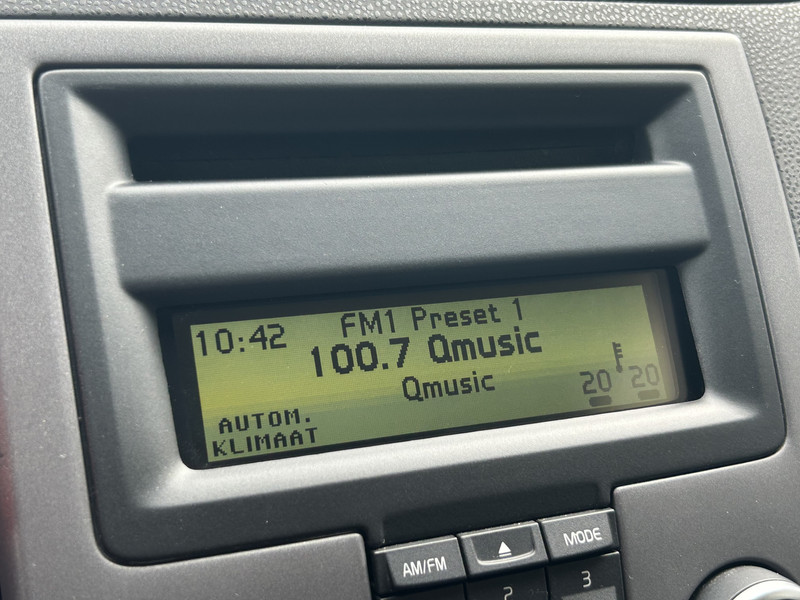 10:42 FM1 Preset 1
100.7 Qmusic
Qmusic
20 20
AUTOM.
KLIMAAT
AM/FM MODE
2 3